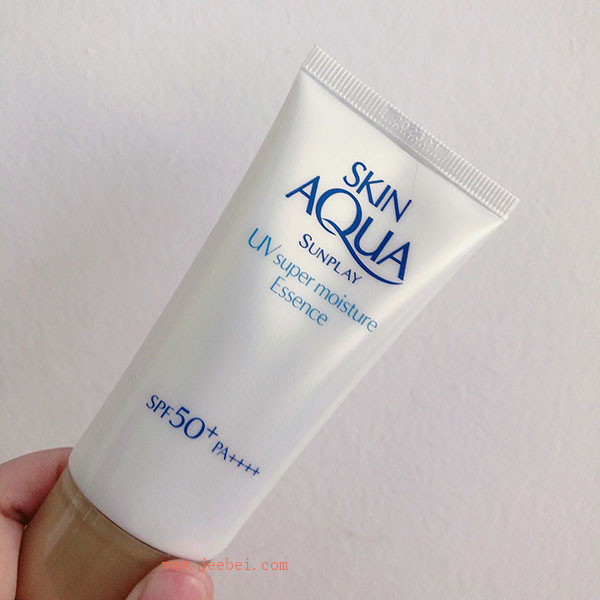 SKIN
AQUA
SUNPLAY
UV super moisture
Essence
SPF50+ PA++++
www.jeebei.com